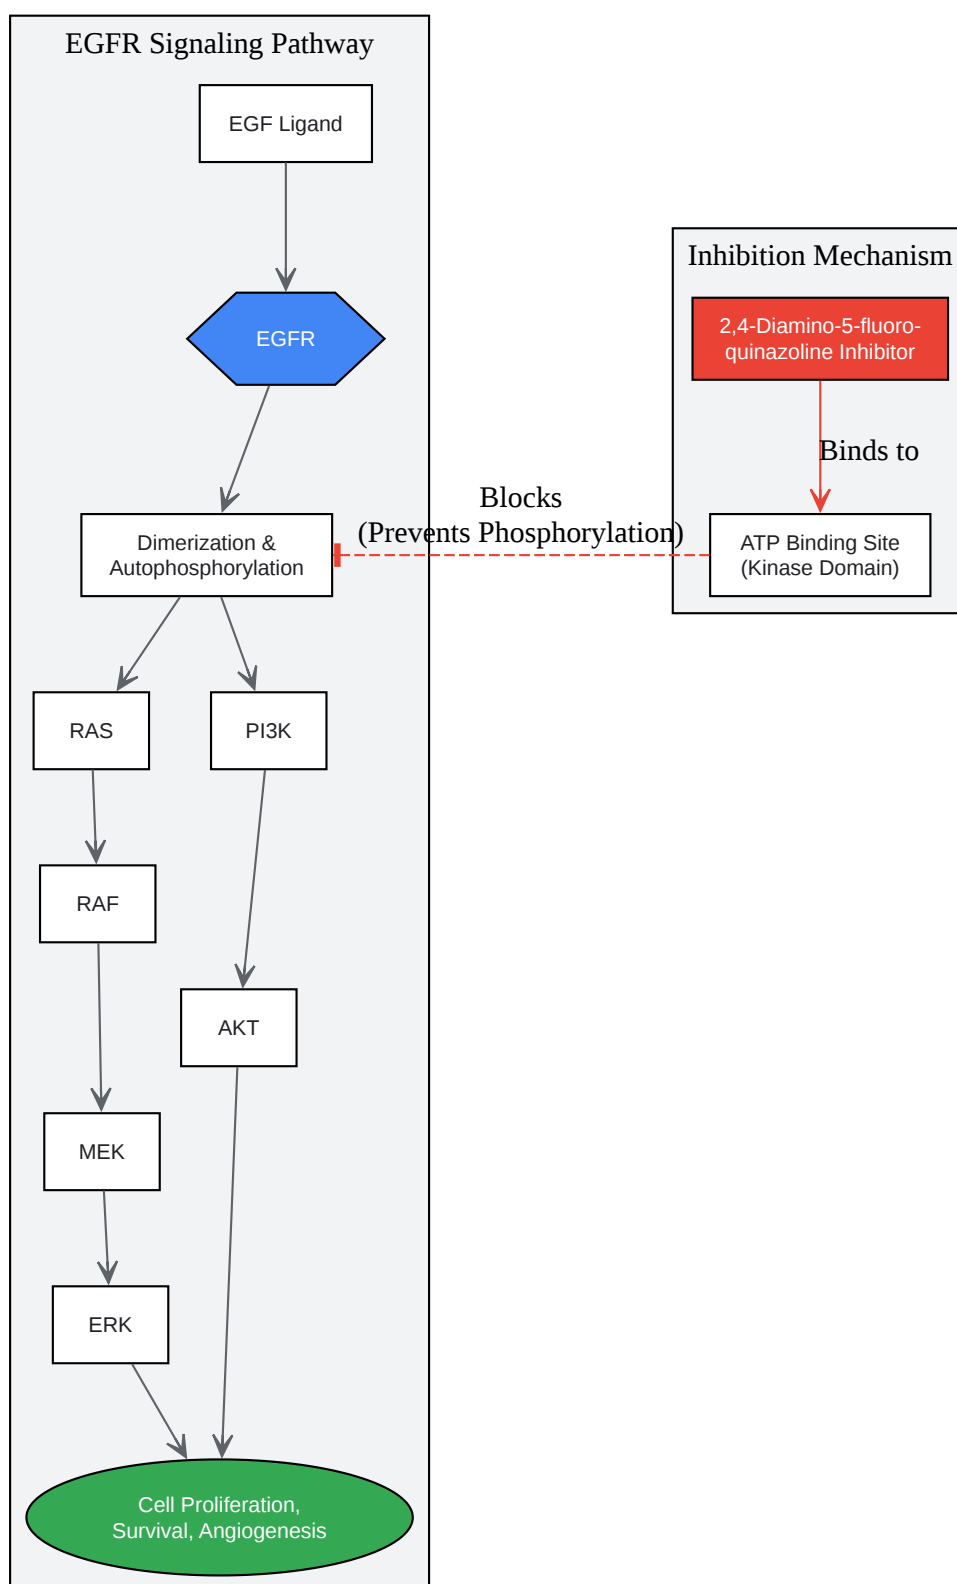 EGFR Signaling Pathway
EGF Ligand
EGFR
Dimerization &
Autophosphorylation
RAS
PI3K
RAF
AKT
MEK
ERK
Cell Proliferation,
Survival, Angiogenesis
Blocks
(Prevents Phosphorylation)
Inhibition Mechanism
2,4-Diamino-5-fluoro-
quinazoline Inhibitor
Binds to
ATP Binding Site
(Kinase Domain)